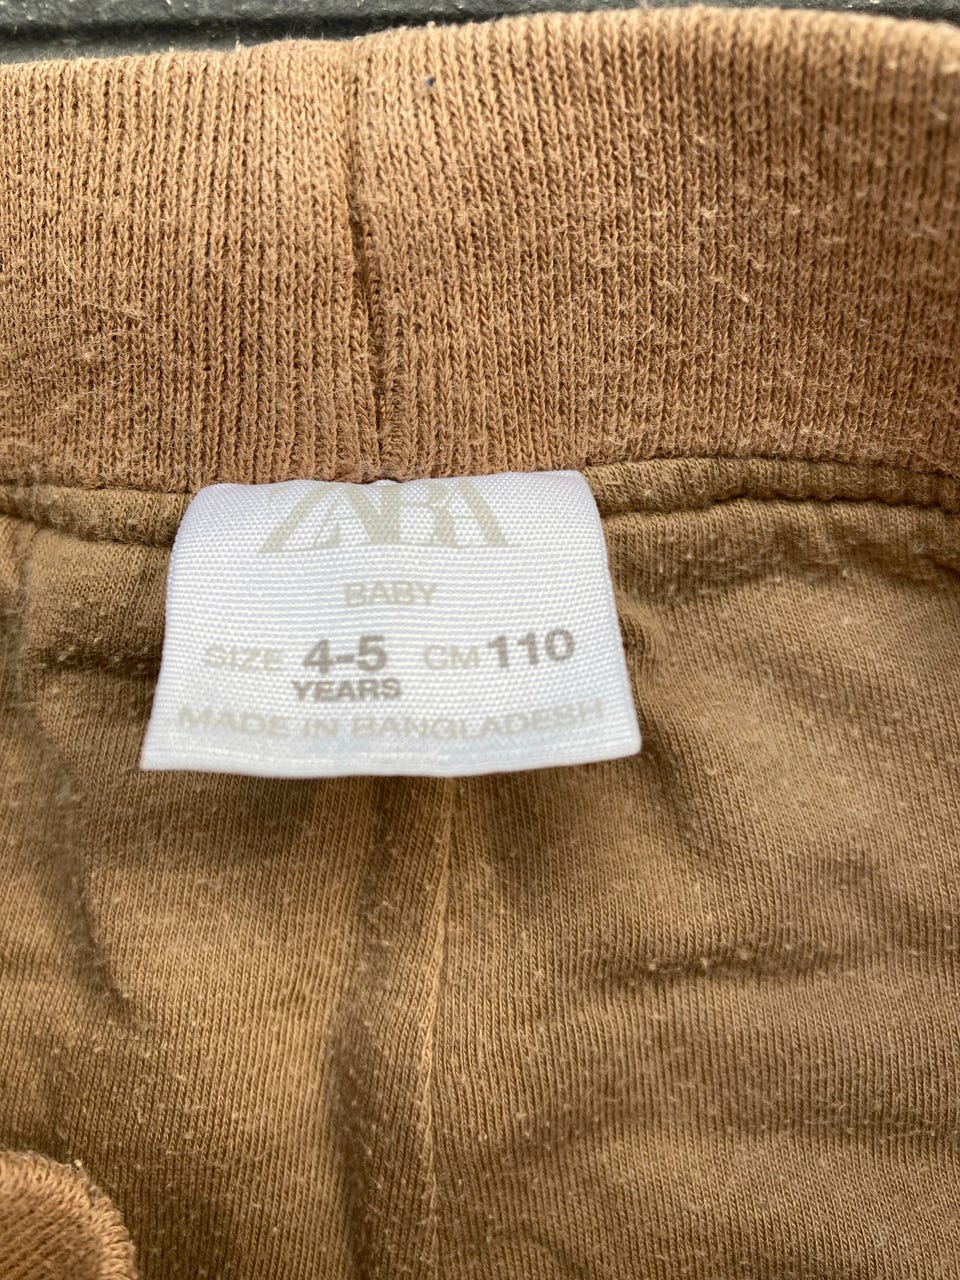 ZARA
BABY
SIZE 4-5 CM 110
YEARS
MADE IN BANGLADESH